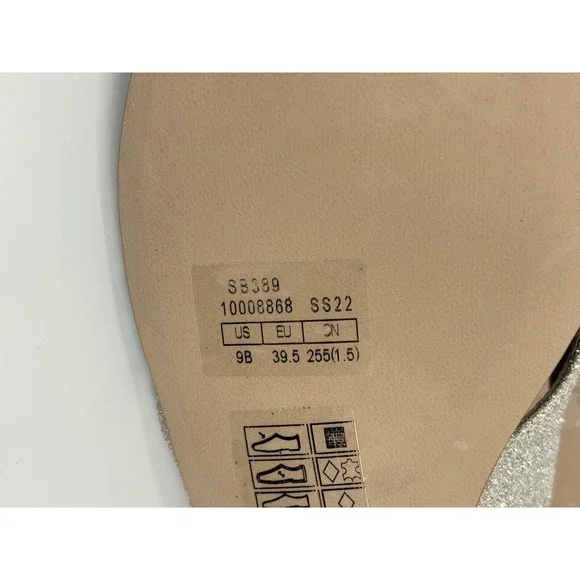 SB389
10008868 SS22
US EU CN
9B 39.5 255(1.5)